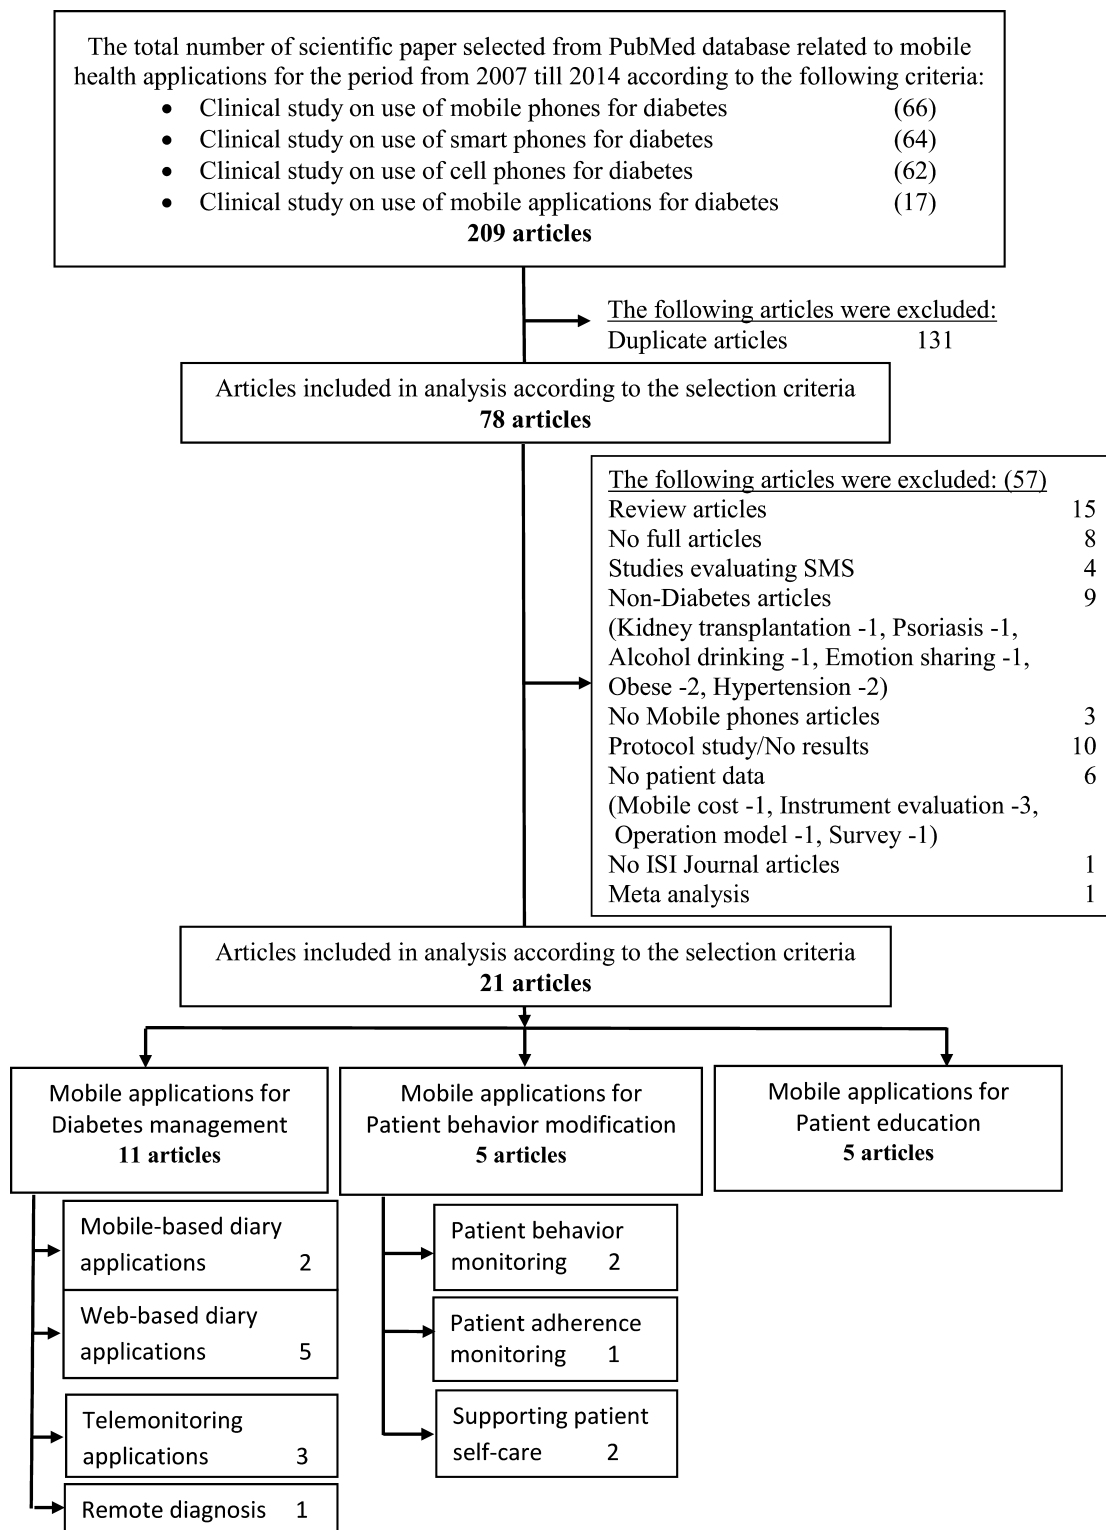 The total number of scientific paper selected from PubMed database related to mobile
health applications for the period from 2007 till 2014 according to the following criteria:
• Clinical study on use of mobile phones for diabetes (66)
• Clinical study on use of smart phones for diabetes (64)
• Clinical study on use of cell phones for diabetes (62)
• Clinical study on use of mobile applications for diabetes (17)
209 articles
The following articles were excluded:
Duplicate articles 131
Articles included in analysis according to the selection criteria
78 articles
The following articles were excluded: (57)
Review articles 15
No full articles 8
Studies evaluating SMS 4
Non-Diabetes articles 9
(Kidney transplantation -1, Psoriasis -1,
Alcohol drinking -1, Emotion sharing -1,
Obese -2, Hypertension -2)
No Mobile phones articles 3
Protocol study/No results 10
No patient data 6
(Mobile cost -1, Instrument evaluation -3,
Operation model -1, Survey -1)
No ISI Journal articles 1
Meta analysis 1
Articles included in analysis according to the selection criteria
21 articles
Mobile applications for
Diabetes management
11 articles
Mobile-based diary
applications 2
Web-based diary
applications 5
Telemonitoring
applications 3
Remote diagnosis 1
Mobile applications for
Patient behavior modification
5 articles
Patient behavior
monitoring 2
Patient adherence
monitoring 1
Supporting patient
self-care 2
Mobile applications for
Patient education
5 articles